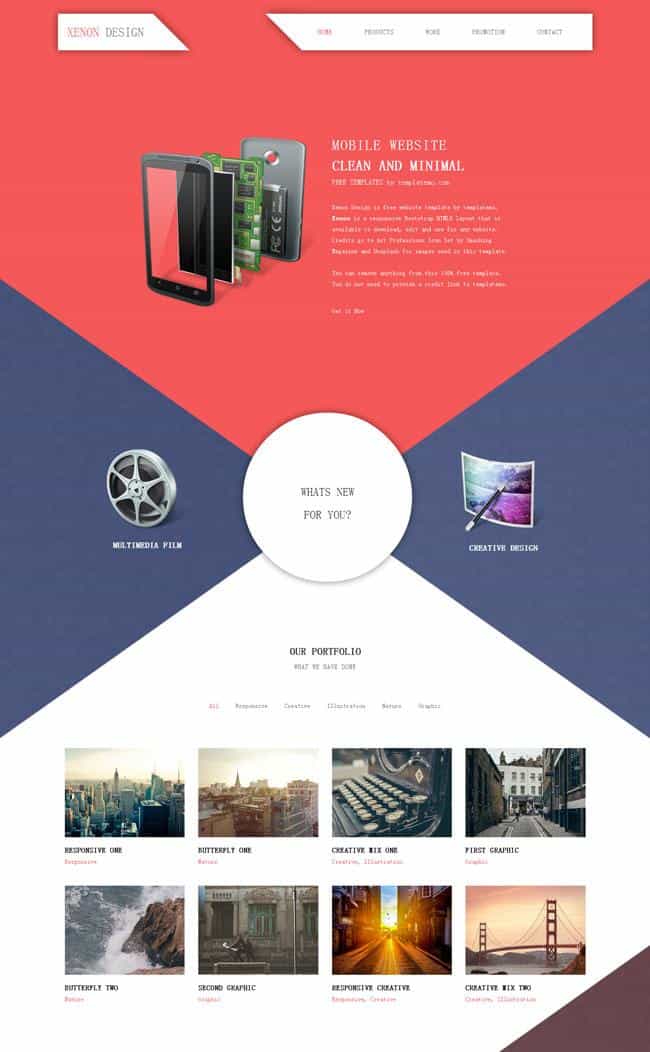 XENON DESIGN
HOME PRODUCTS WORK PROMOTION CONTACT
MOBILE WEBSITE
CLEAN AND MINIMAL
FREE TEMPLATES by templatemo.com
Xenon Design is free website template by templatemo.
Xenon is a responsive Bootstrap HTML5 layout that is
available to download, edit and use for any website.
Credits go to Art Professions Icon Set by Smashing
Magazine and Unsplash for images used in this template.
You can remove anything from this 100% free template.
You do not need to provide a credit link to templatemo.
Get it Now
WHATS NEW
FOR YOU?
MULTIMEDIA FILM
CREATIVE DESIGN
OUR PORTFOLIO
WHAT WE HAVE DONE
All Responsive Creative Illustration Nature Graphic
RESPONSIVE ONE
Responsive
BUTTERFLY ONE
Nature
CREATIVE MIX ONE
Creative, Illustration
FIRST GRAPHIC
Graphic
BUTTERFLY TWO
Nature
SECOND GRAPHIC
Graphic
RESPONSIVE CREATIVE
Responsive, Creative
CREATIVE MIX TWO
Creative, Illustration